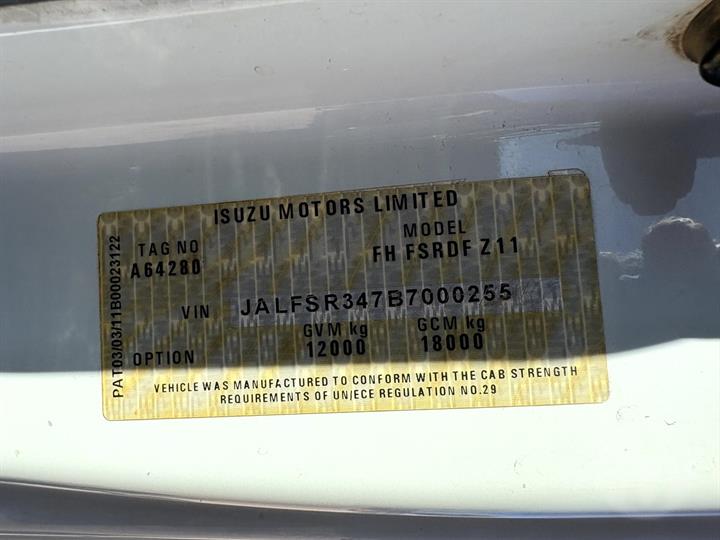 ISUZU MOTORS LIMITED
TAG NO MODEL
A64280 FH FSRDF Z11
VIN JALFSR347B7000255
GVM kg GCM kg
OPTION 12000 18000
VEHICLE WAS MANUFACTURED TO CONFORM WITH THE CAB STRENGTH
REQUIREMENTS OF UN/ECE REGULATION NO.29
PAT03/03/11B00023122